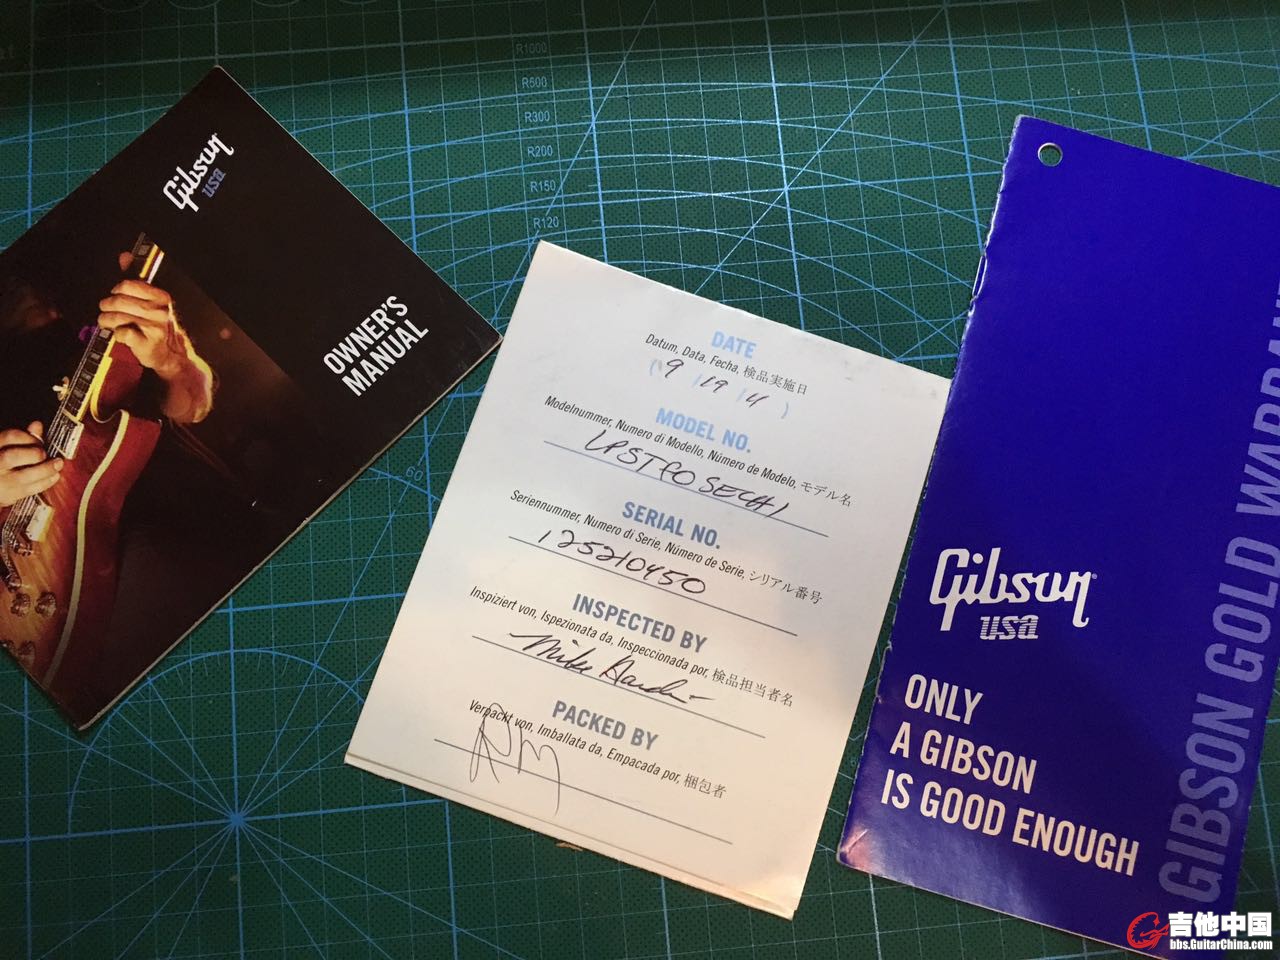 R1000
R500
R300
R200
R150
R120
60
Gibson
usa
OWNER'S
MANUAL
DATE
Datum, Data, Fecha, 検品実施日
(9/19/11)
MODEL NO.
Modelnummer, Numero di Modello, Número de Modelo, モデル名
SERIAL NO.
Seriennummer, Numero di Serie, Número de Serie, シリアル番号
125210450
INSPECTED BY
Inspiziert von, Ispezionata da, Inspeccionada por, 検品担当者名
PACKED BY
Verpackt von, Imballata da, Empacada por, 梱包者
Gibson
usa
ONLY
A GIBSON
IS GOOD ENOUGH
GIBSON GOLD WARRAN
吉他中国
bbs.GuitarChina.com